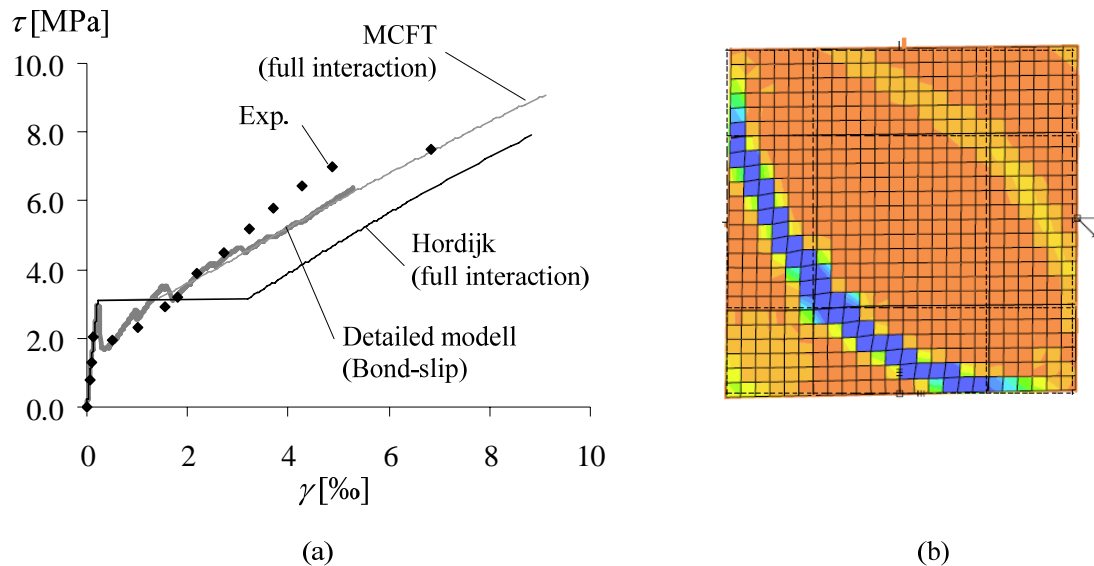 τ [MPa]
MCFT
(full interaction)
10.0
Exp.
8.0
6.0
Hordijk
(full interaction)
4.0
Detailed modell
(Bond-slip)
2.0
0.0
0 2 4 6 8 10
γ [‰]
(a) (b)